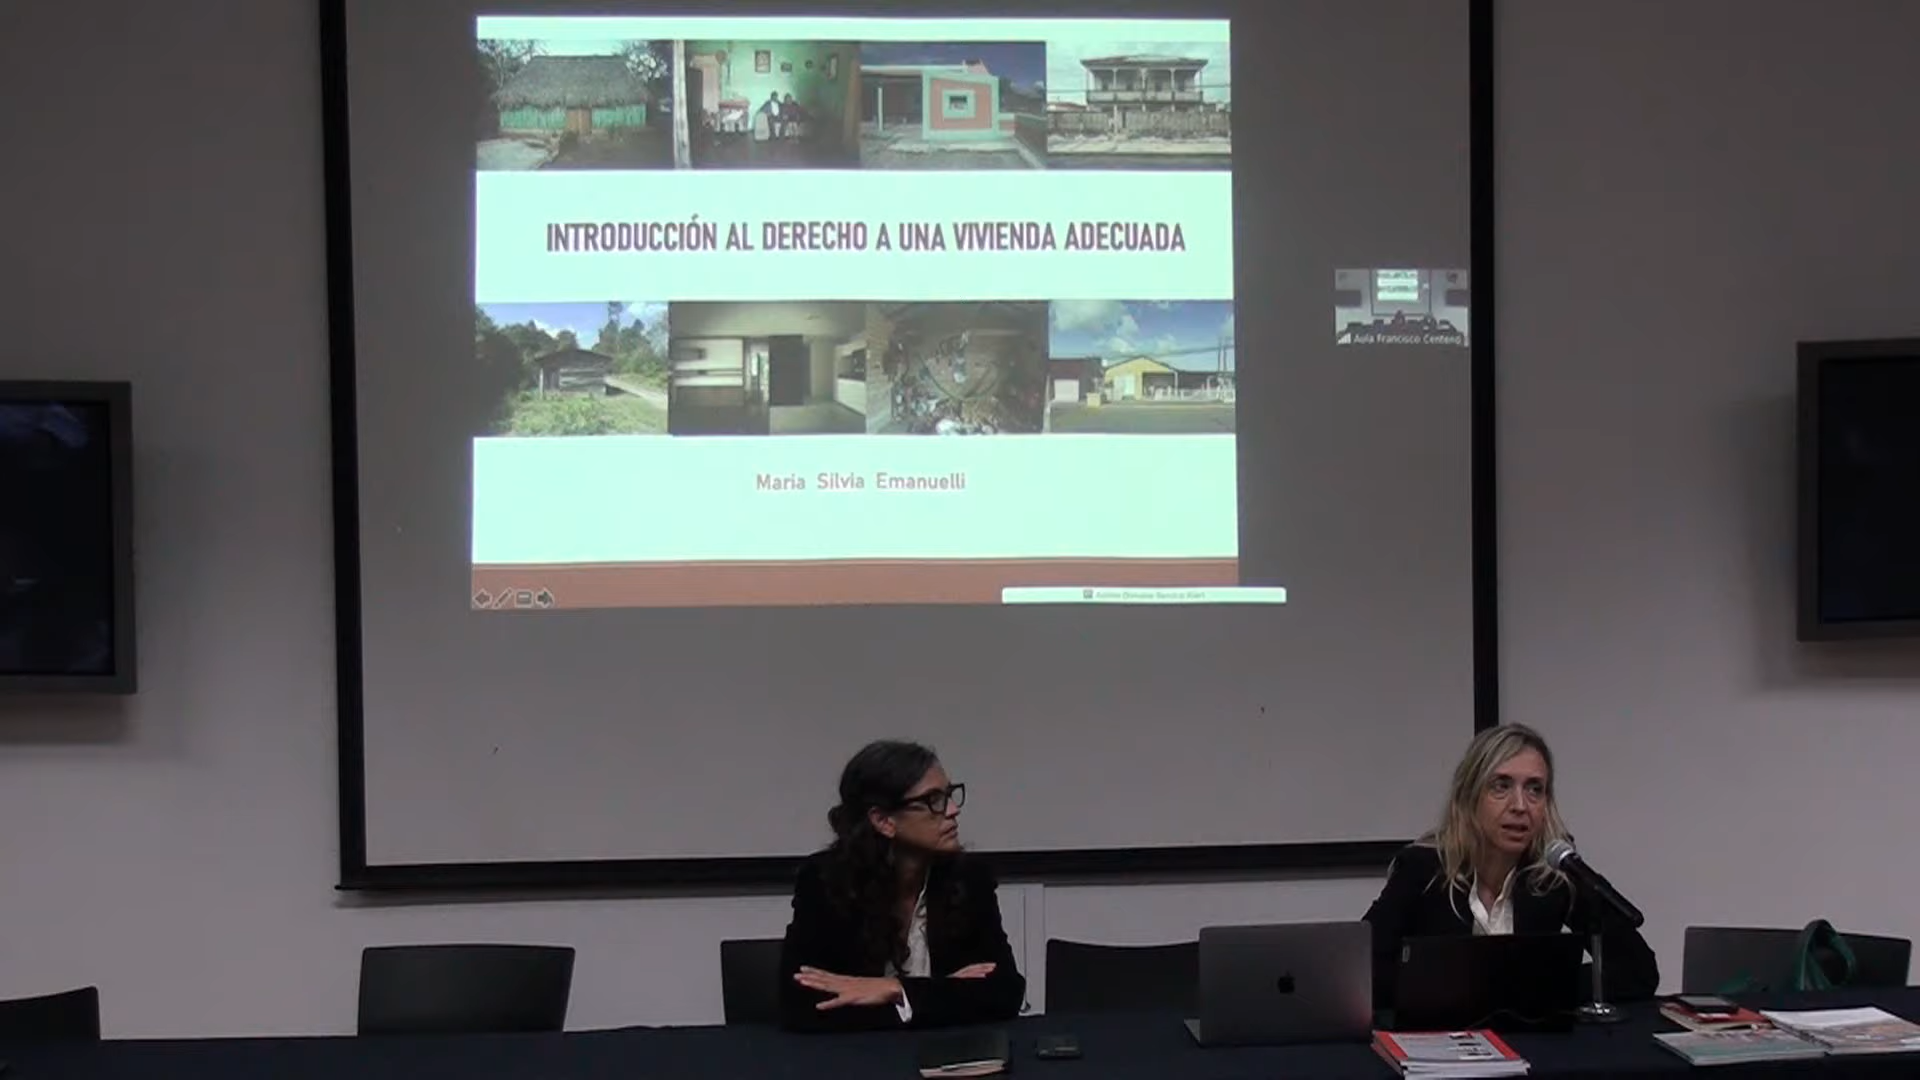 INTRODUCCIÓN AL DERECHO A UNA VIVIENDA ADECUADA
Aula Francisco Centeno
Maria Silvia Emanuelli